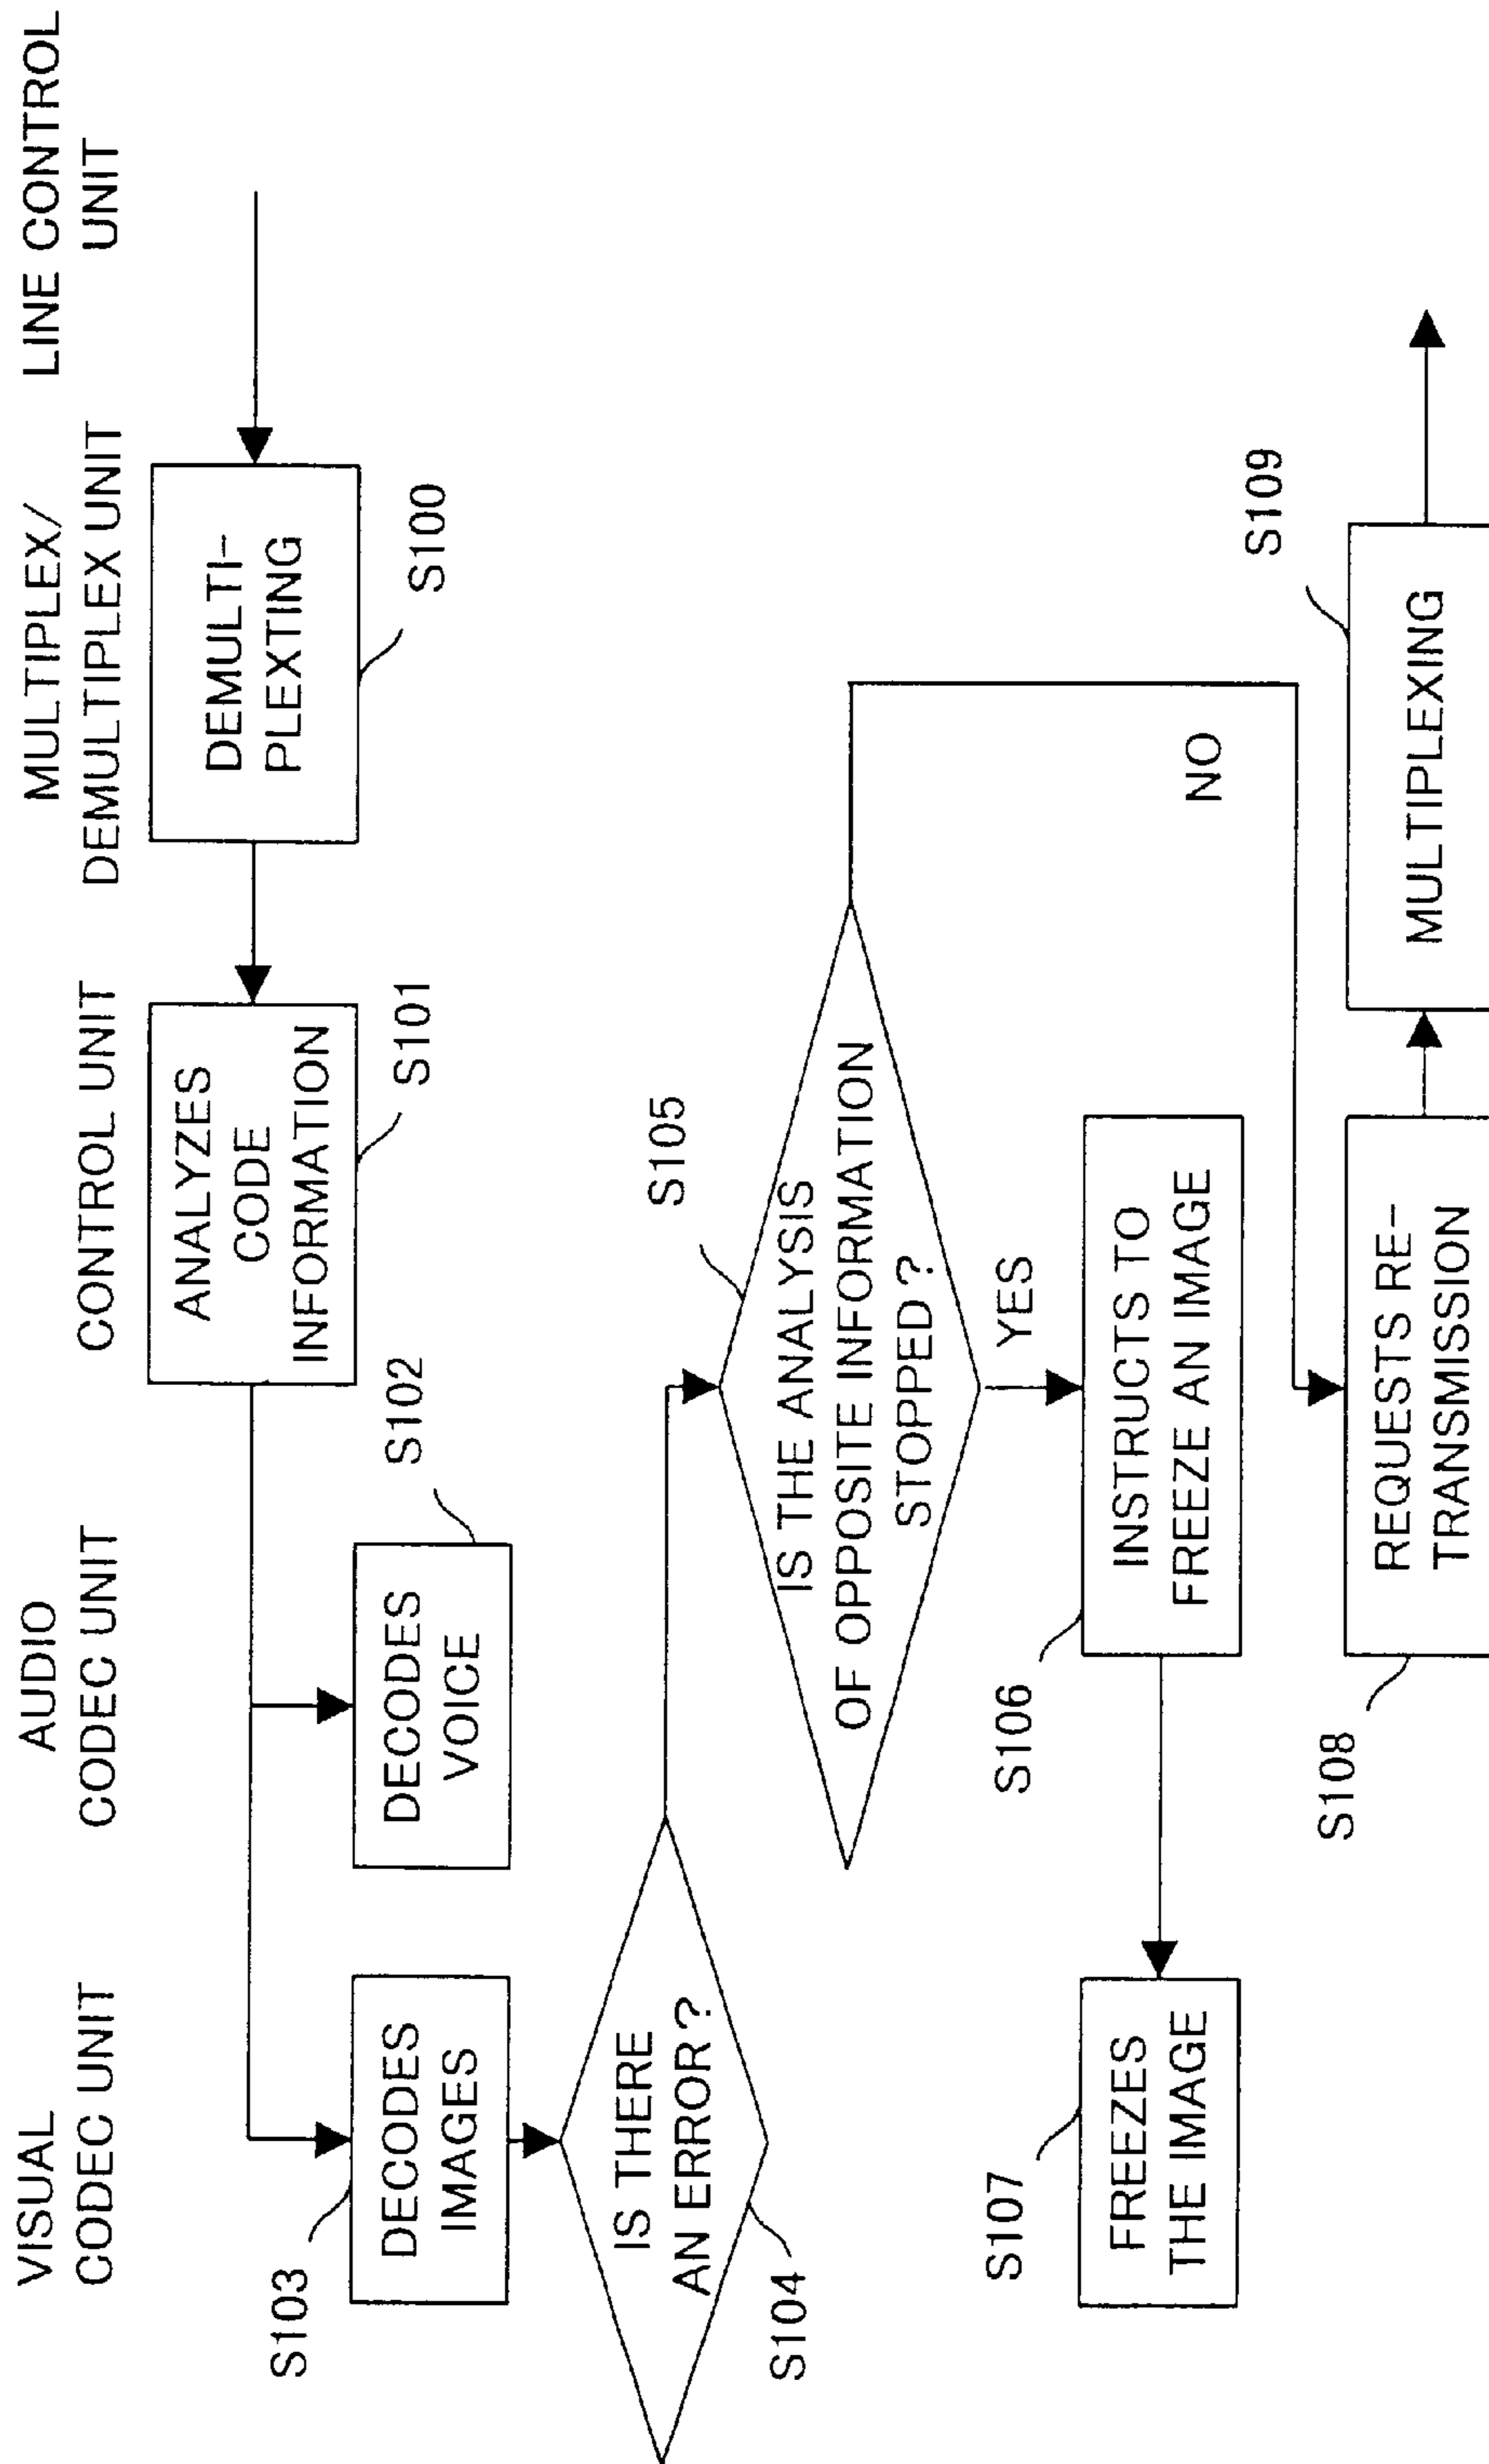 VISUAL
CODEC UNIT
AUDIO
CODEC UNIT
CONTROL UNIT
MULTIPLEX/
DEMULTIPLEX UNIT
LINE CONTROL
UNIT
DEMULTI-
PLEXTING
S100
ANALYZES
CODE
INFORMATION
S101
DECODES
VOICE
S102
S103
DECODES
IMAGES
IS THERE
AN ERROR?
S104
S105
IS THE ANALYSIS
OF OPPOSITE INFORMATION
STOPPED?
YES
NO
S106
INSTRUCTS TO
FREEZE AN IMAGE
S107
FREEZES
THE IMAGE
S108
REQUESTS RE-
TRANSMISSION
S109
MULTIPLEXING